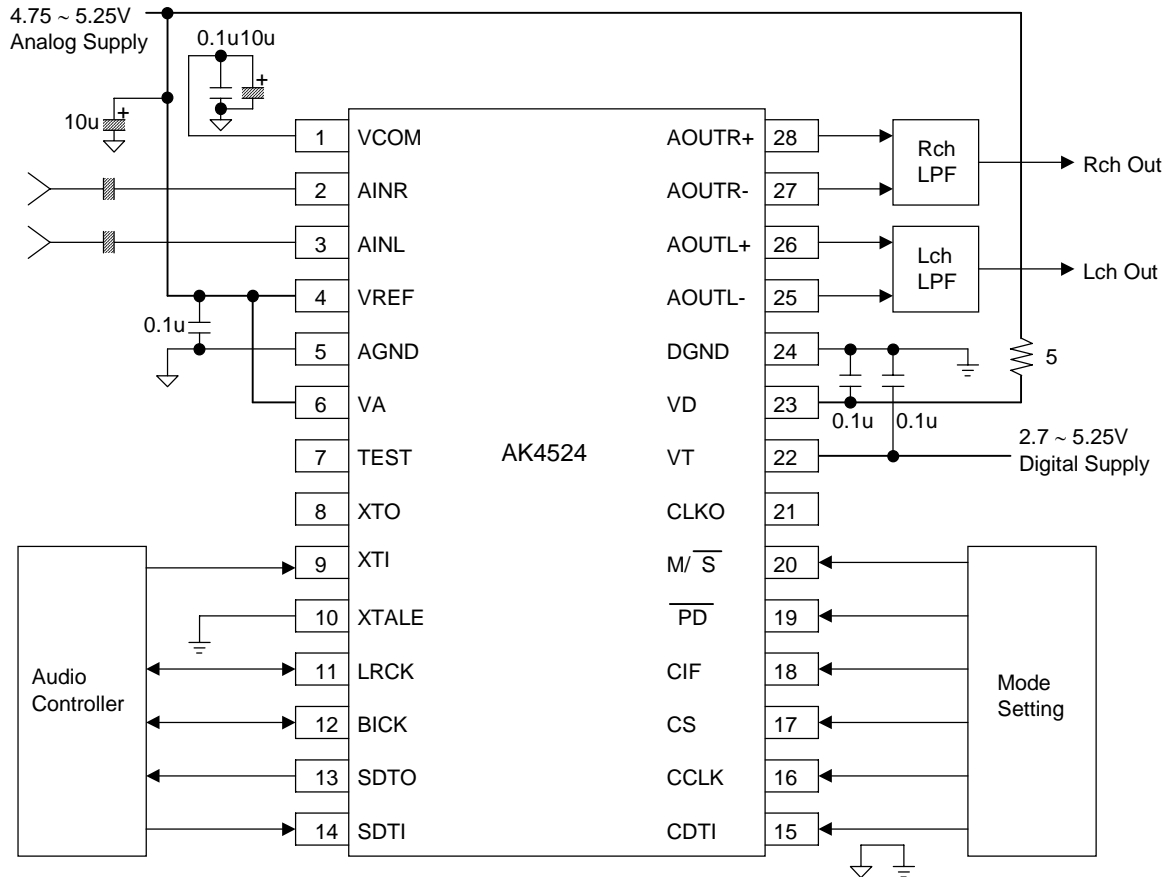 4.75 ~ 5.25V
Analog Supply
0.1u 10u
+
+
10u
1 VCOM AOUTR+ 28
Rch
LPF
Rch Out
2 AINR AOUTR- 27
3 AINL AOUTL+ 26
Lch
LPF
Lch Out
4 VREF AOUTL- 25
0.1u
5 AGND DGND 24
5
6 VA VD 23
0.1u 0.1u
2.7 ~ 5.25V
Digital Supply
7 TEST AK4524 VT 22
8 XTO CLKO 21
9 XTI M/S̅ 20
10 XTALE P̅D̅ 19
11 LRCK CIF 18
Audio
Controller
Mode
Setting
12 BICK CS 17
13 SDTO CCLK 16
14 SDTI CDTI 15